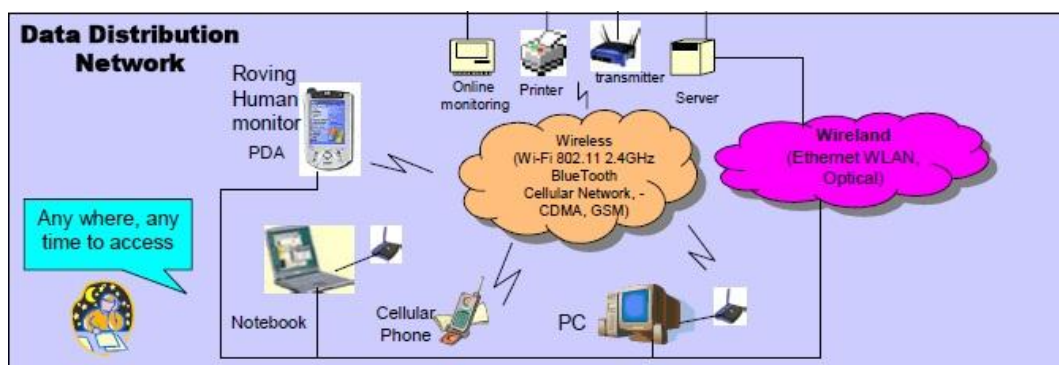 Data Distribution
Network
Roving
Human
monitor
PDA
Online
monitoring
Printer
transmitter
Server
Wireless
(Wi-Fi 802.11 2.4GHz
BlueTooth
Cellular Network, -
CDMA, GSM)
Wireland
(Ethernet WLAN,
Optical)
Any where, any
time to access
Notebook
Cellular
Phone
PC